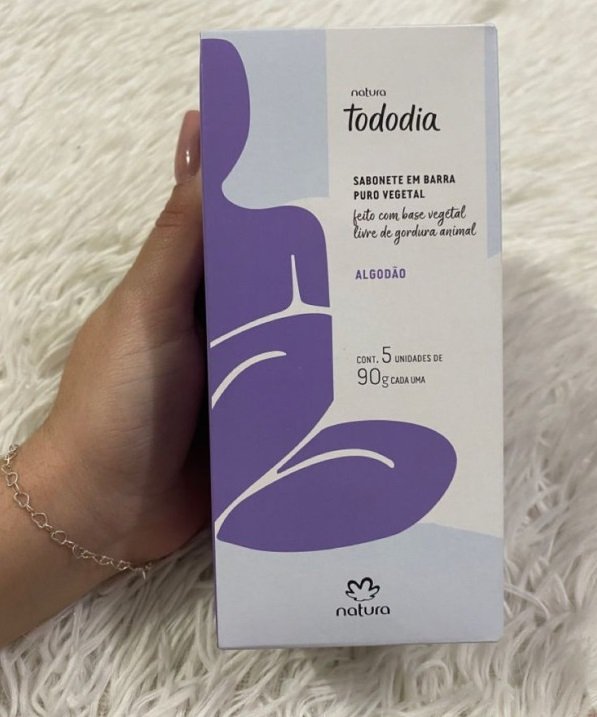 natura
Tododia
SABONETE EM BARRA
PURO VEGETAL
feito com base vegetal
livre de gordura animal
ALGODÃO
CONT. 5 UNIDADES DE
90g CADA UMA
natura